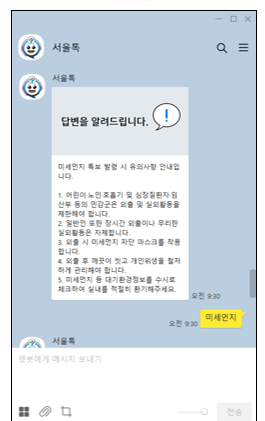 서울톡
서울톡
답변을 알려드립니다.
미세먼지 특보 발령 시 유의사항 안내입
니다.
1. 어린이·노인·호흡기 및 심장질환자·임
산부 등의 민감군은 외출 및 실외활동을
제한해야 합니다.
2. 일반인 또한 장시간 외출이나 무리한
실외활동은 자제합니다.
3. 외출 시 미세먼지 차단 마스크를 착용
합니다.
4. 외출 후 깨끗이 씻고 개인위생을 철저
하게 관리해야 합니다.
5. 미세먼지 등 대기환경정보를 수시로
체크하여 실내를 적절히 환기해주세요.
오전 9:30
오전 9:30
미세먼지
서울톡
챗봇에게 메시지 보내기
전송